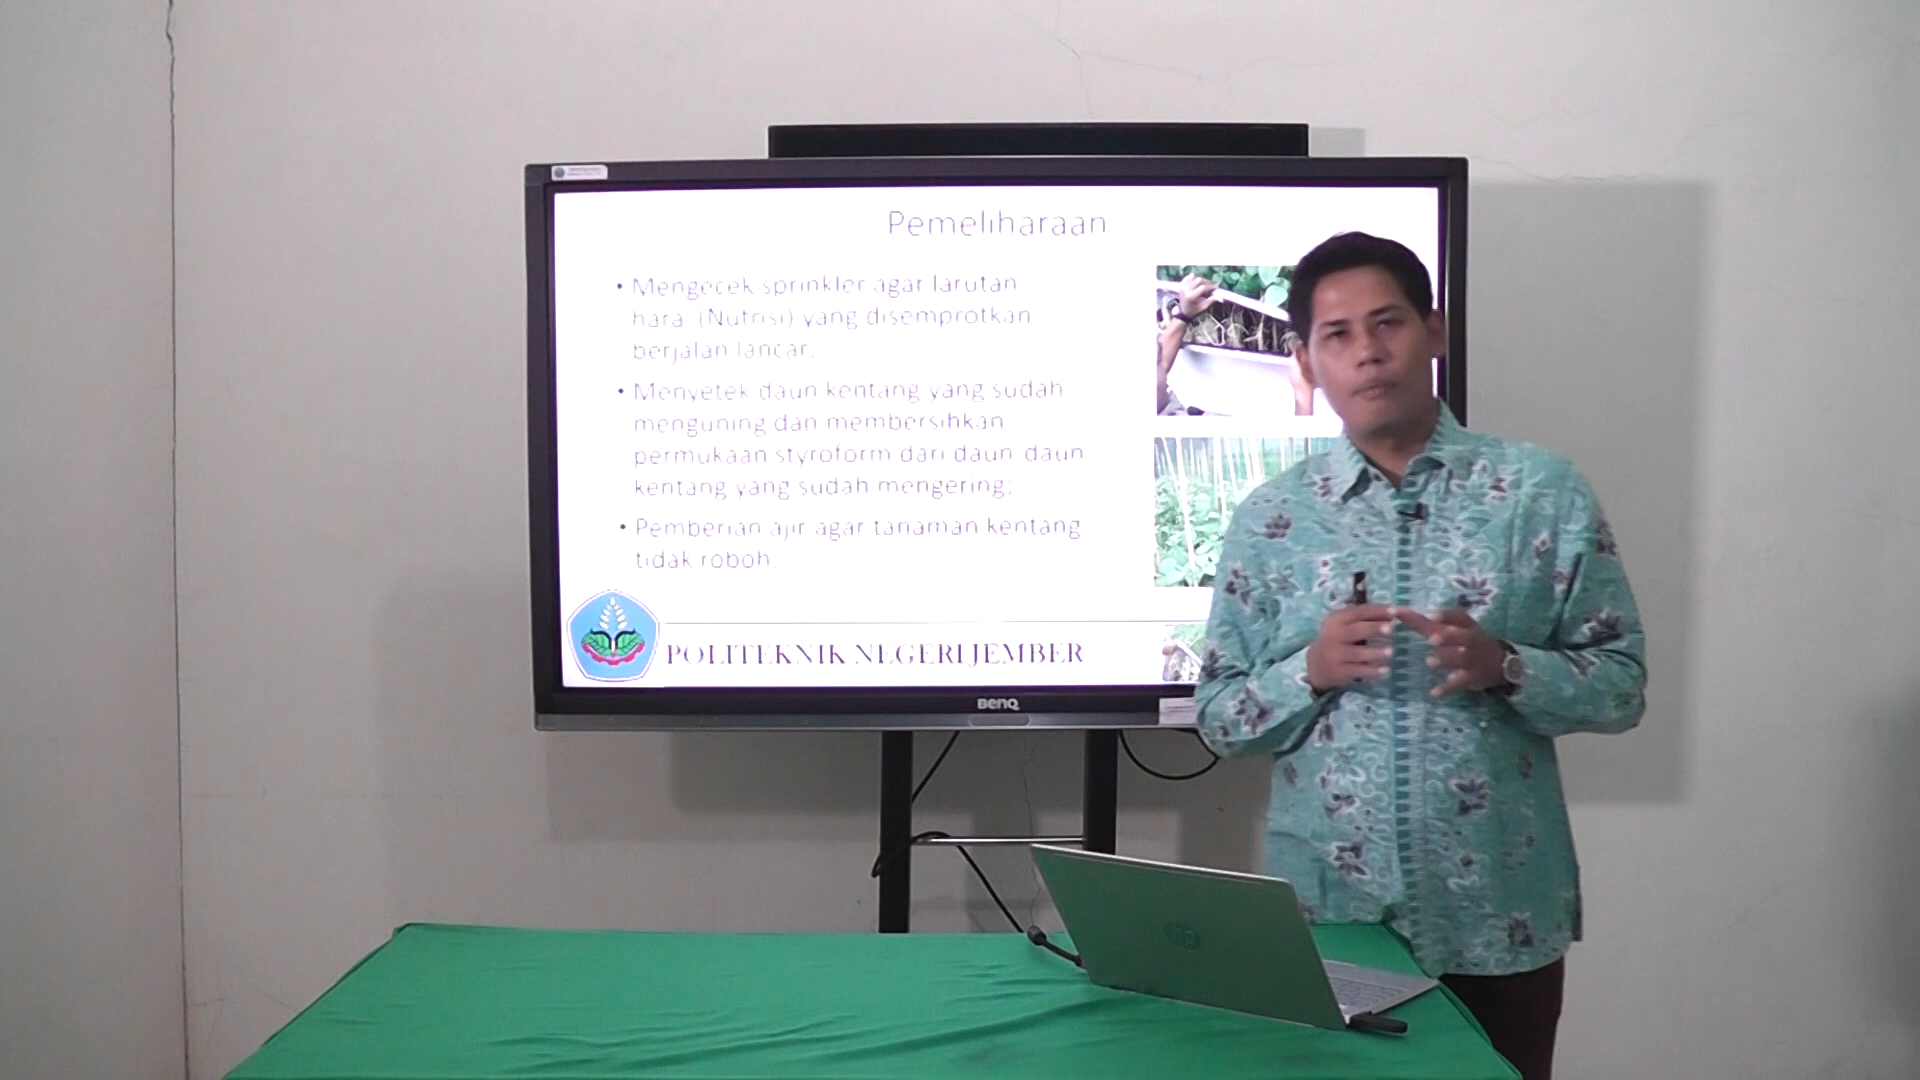 Pemeliharaan
• Mengecek sprinkler agar larutan
hara (Nutrisi) yang disemprotkan
berjalan lancar;
• Menyetek daun kentang yang sudah
menguning dan membersihkan
permukaan styroform dari daun daun
kentang yang sudah mengering;
• Pemberian ajir agar tanaman kentang
tidak roboh.
POLITEKNIK NEGERI JEMBER
BenQ